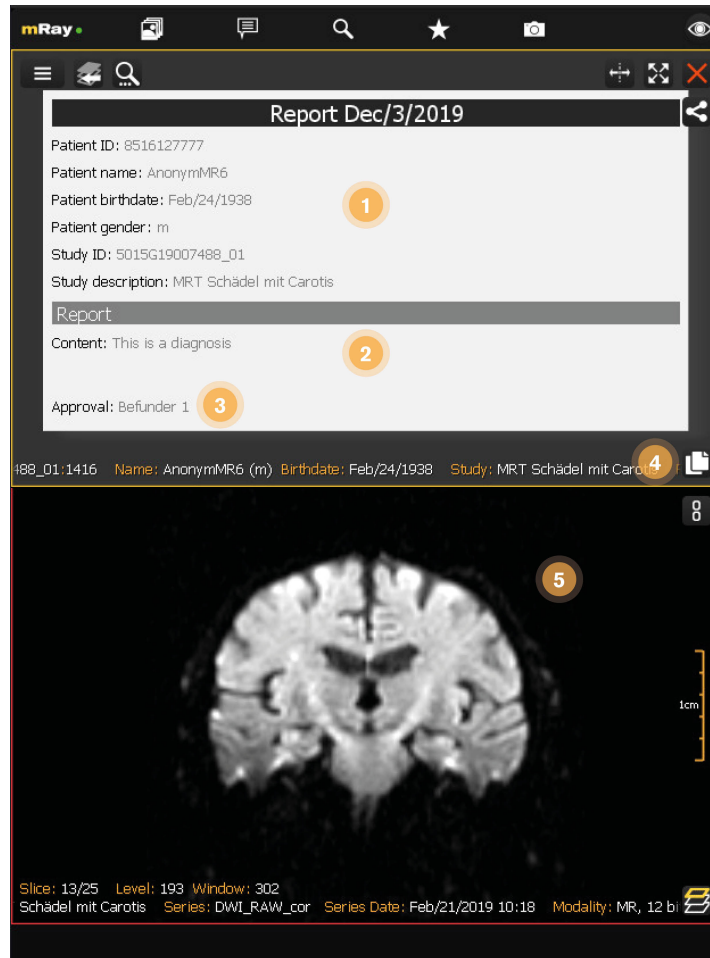 mRay
Report Dec/3/2019
Patient ID: 8516127777
Patient name: AnonymMR6
Patient birthdate: Feb/24/1938
1
Patient gender: m
Study ID: 5015G19007488_01
Study description: MRT Schädel mit Carotis
Report
Content: This is a diagnosis
2
Approval: Befunder 1
3
488_01:1416 Name: AnonymMR6 (m) Birthdate: Feb/24/1938 Study: MRT Schädel mit Carotis
4
5
1cm
Slice: 13/25 Level: 193 Window: 302
Schädel mit Carotis Series: DWI_RAW_cor Series Date: Feb/21/2019 10:18 Modality: MR, 12 bi